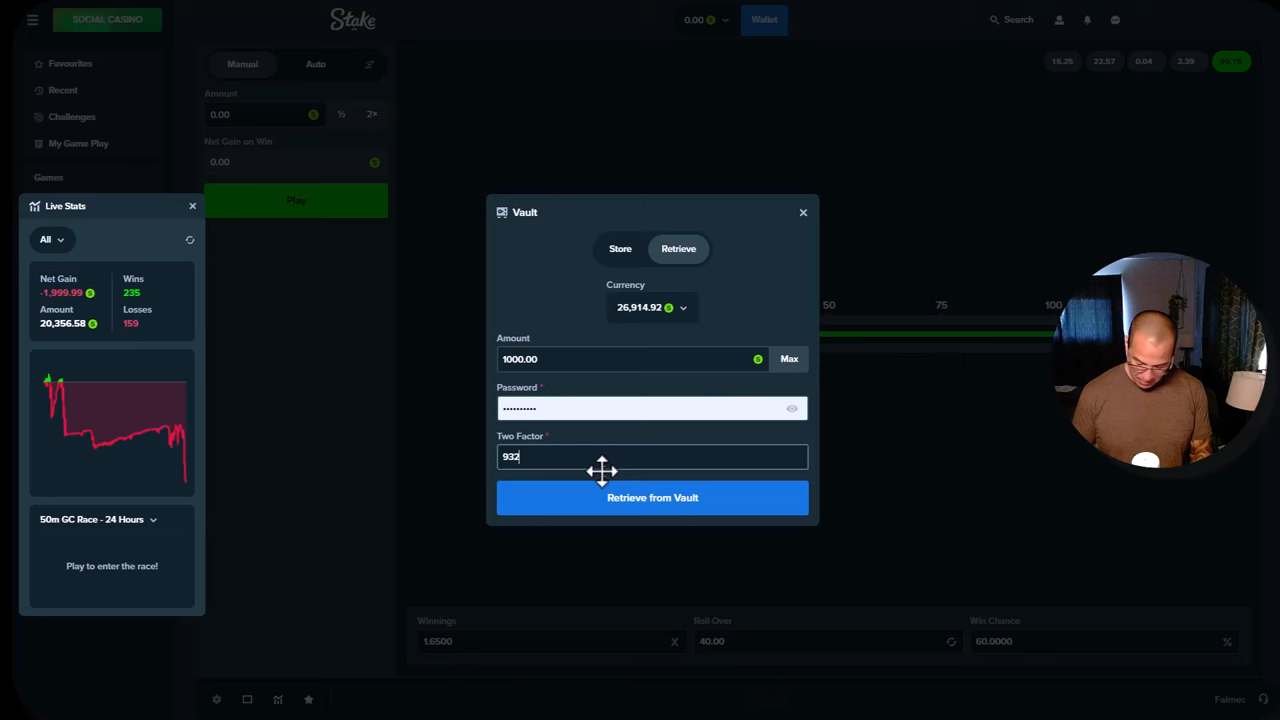 SOCIAL CASINO
Stake
0.00
Wallet
Search
Favourites
Recent
Challenges
My Game Play
Games
Manual
Auto
Amount
0.00
½
2×
Net Gain on Win
0.00
Play
15.25
22.57
0.04
2.39
Live Stats
All
Net Gain
-1,999.99
Wins
235
Amount
20,356.58
Losses
159
50m GC Race - 24 Hours
Play to enter the race!
Vault
Store
Retrieve
Currency
26,914.92
Amount
1000.00
Max
Password *
••••••••••
Two Factor *
932
Retrieve from Vault
50
75
100
Winnings
1.6500
Roll Over
40.00
Win Chance
60.0000
%
Fairnes